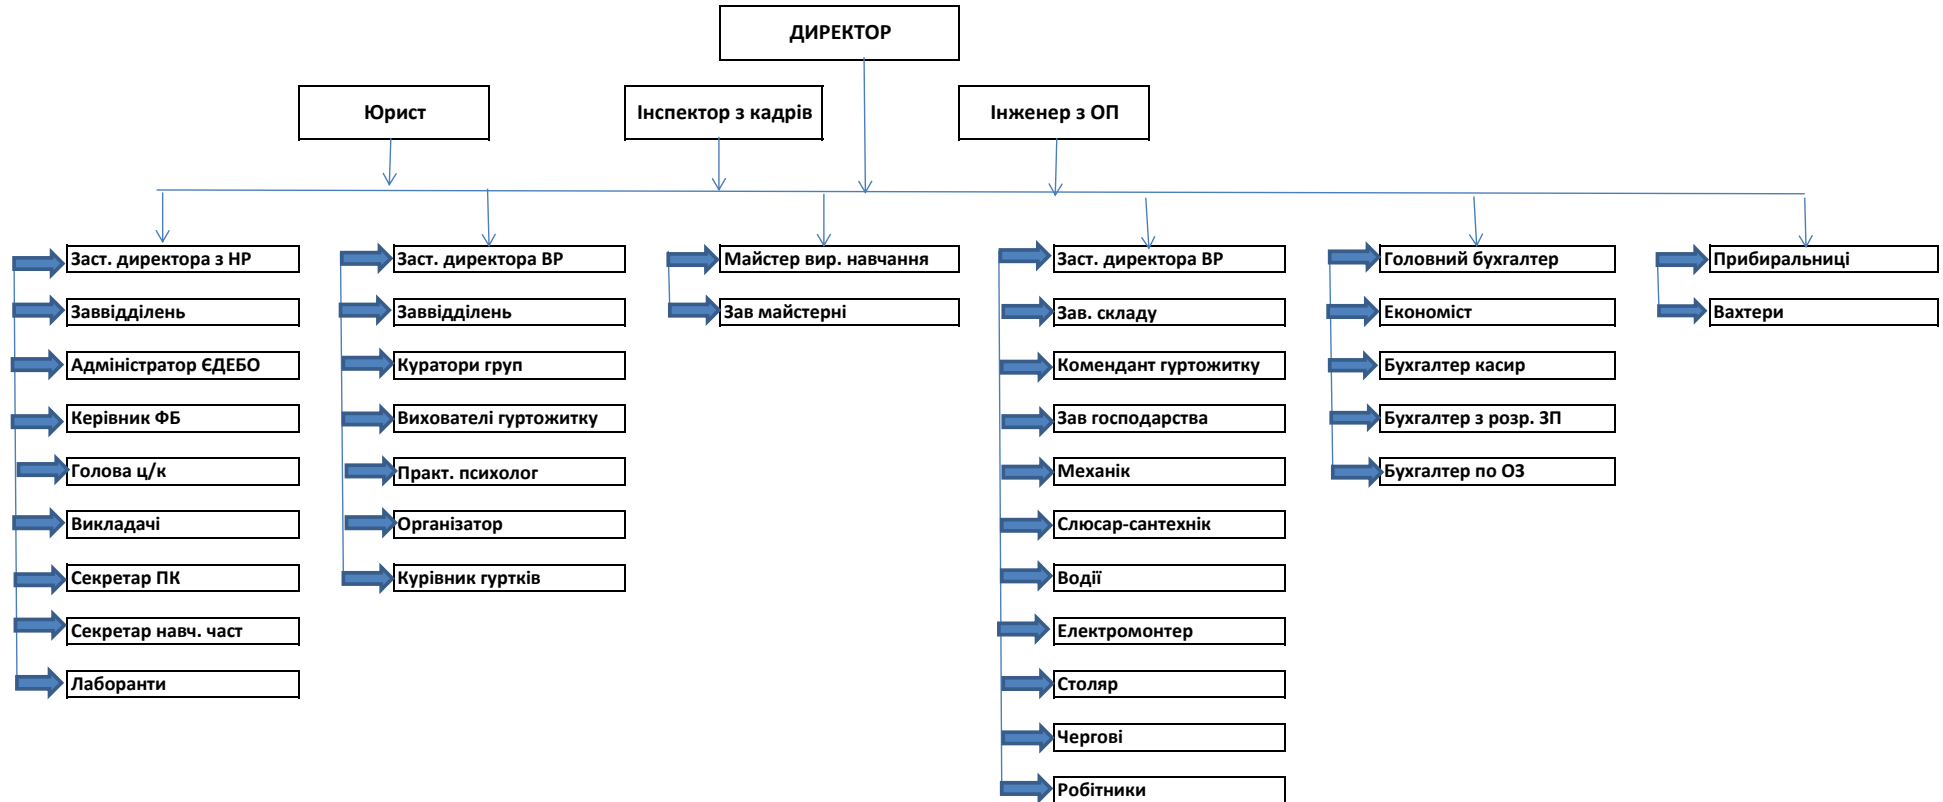 ДИРЕКТОР
Юрист
Інспектор з кадрів
Інженер з ОП
Заст. директора з НР
Заввідділень
Адміністратор ЄДЕБО
Керівник ФБ
Голова ц/к
Викладачі
Секретар ПК
Секретар навч. част
Лаборанти
Заст. директора ВР
Заввідділень
Куратори груп
Вихователі гуртожитку
Практ. психолог
Організатор
Курівник гуртків
Майстер вир. навчання
Зав майстерні
Заст. директора ВР
Зав. складу
Комендант гуртожитку
Зав господарства
Механік
Слюсар-сантехнік
Водії
Електромонтер
Столяр
Чергові
Робітники
Головний бухгалтер
Економіст
Бухгалтер касир
Бухгалтер з розр. ЗП
Бухгалтер по ОЗ
Прибиральниці
Вахтери